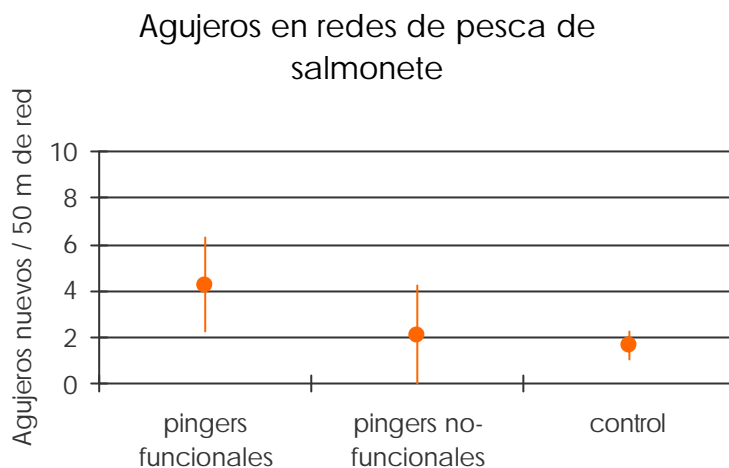 Agujeros en redes de pesca de
salmonete
Agujeros nuevos / 50 m de red
10
8
6
4
2
0
pingers
funcionales
pingers no-
funcionales
control